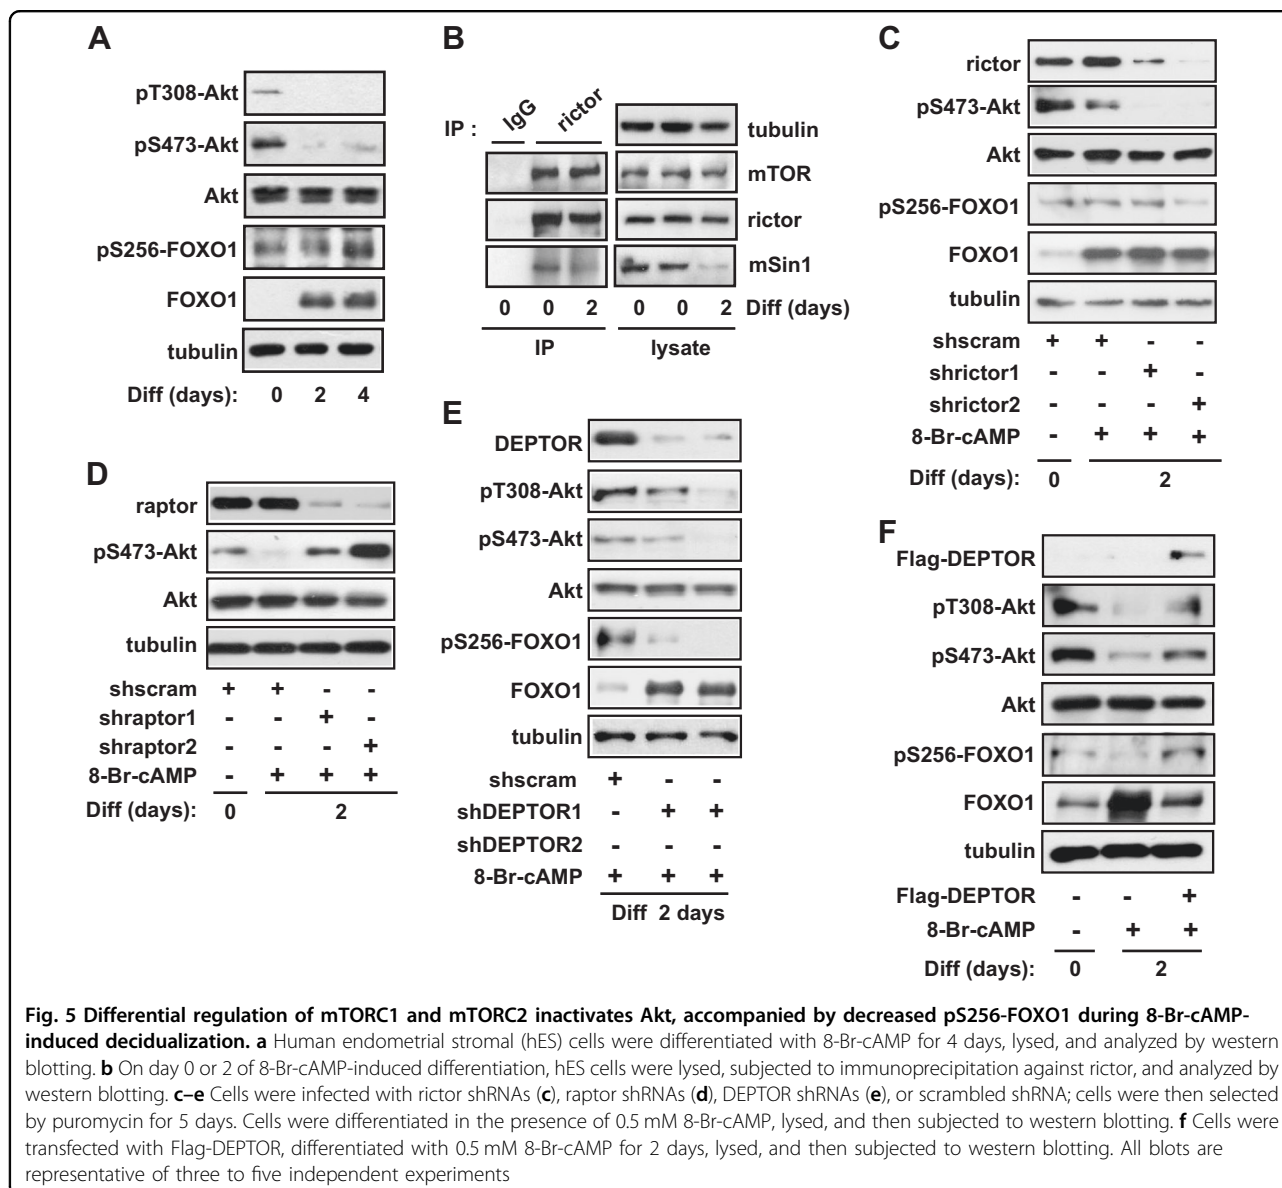 A
pT308-Akt
pS473-Akt
Akt
pS256-FOXO1
FOXO1
tubulin
Diff (days): 0 2 4
B
IP : IgG rictor
tubulin
mTOR
rictor
mSin1
0 0 2 0 0 2 Diff (days)
IP lysate
C
rictor
pS473-Akt
Akt
pS256-FOXO1
FOXO1
tubulin
shscram + + - -
shrictor1 - - + -
shrictor2 - - - +
8-Br-cAMP - + + +
Diff (days): 0 2
D
raptor
pS473-Akt
Akt
tubulin
shscram + + - -
shraptor1 - - + -
shraptor2 - - - +
8-Br-cAMP - + + +
Diff (days): 0 2
E
DEPTOR
pT308-Akt
pS473-Akt
Akt
pS256-FOXO1
FOXO1
tubulin
shscram + - -
shDEPTOR1 - + +
shDEPTOR2 - - -
8-Br-cAMP + + +
Diff 2 days
F
Flag-DEPTOR
pT308-Akt
pS473-Akt
Akt
pS256-FOXO1
FOXO1
tubulin
Flag-DEPTOR - - +
8-Br-cAMP - + +
Diff (days): 0 2
Fig. 5 Differential regulation of mTORC1 and mTORC2 inactivates Akt, accompanied by decreased pS256-FOXO1 during 8-Br-cAMP-
induced decidualization. a Human endometrial stromal (hES) cells were differentiated with 8-Br-cAMP for 4 days, lysed, and analyzed by western
blotting. b On day 0 or 2 of 8-Br-cAMP-induced differentiation, hES cells were lysed, subjected to immunoprecipitation against rictor, and analyzed by
western blotting. c–e Cells were infected with rictor shRNAs (c), raptor shRNAs (d), DEPTOR shRNAs (e), or scrambled shRNA; cells were then selected
by puromycin for 5 days. Cells were differentiated in the presence of 0.5 mM 8-Br-cAMP, lysed, and then subjected to western blotting. f Cells were
transfected with Flag-DEPTOR, differentiated with 0.5 mM 8-Br-cAMP for 2 days, lysed, and then subjected to western blotting. All blots are
representative of three to five independent experiments